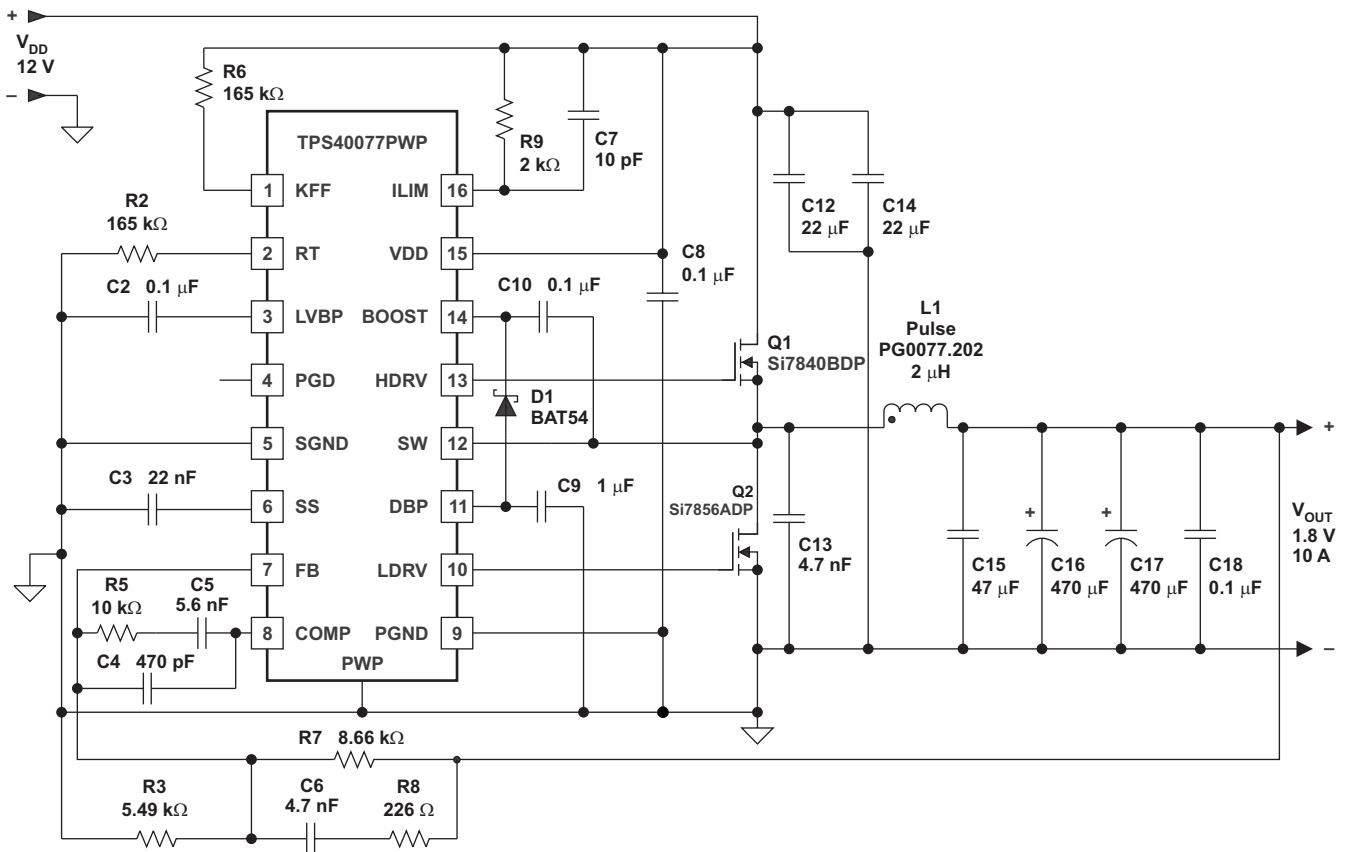 +
V_DD
12 V
–
R6
165 kΩ
TPS40077PWP
R9
2 kΩ
C7
10 pF
1 KFF
ILIM 16
R2
165 kΩ
C12
22 μF
C14
22 μF
2 RT
VDD 15
C8
0.1 μF
C2 0.1 μF
C10 0.1 μF
3 LVBP
BOOST 14
L1
Pulse
PG0077.202
2 μH
Q1
Si7840BDP
4 PGD
HDRV 13
D1
BAT54
5 SGND
SW 12
+
C3 22 nF
C9 1 μF
Q2
Si7856ADP
6 SS
DBP 11
+
+
V_OUT
1.8 V
10 A
C13
4.7 nF
C15
47 μF
C16
470 μF
C17
470 μF
C18
0.1 μF
7 FB
LDRV 10
R5
10 kΩ
C5
5.6 nF
8 COMP
PGND 9
–
C4 470 pF
PWP
R7 8.66 kΩ
R3
5.49 kΩ
C6
4.7 nF
R8
226 Ω